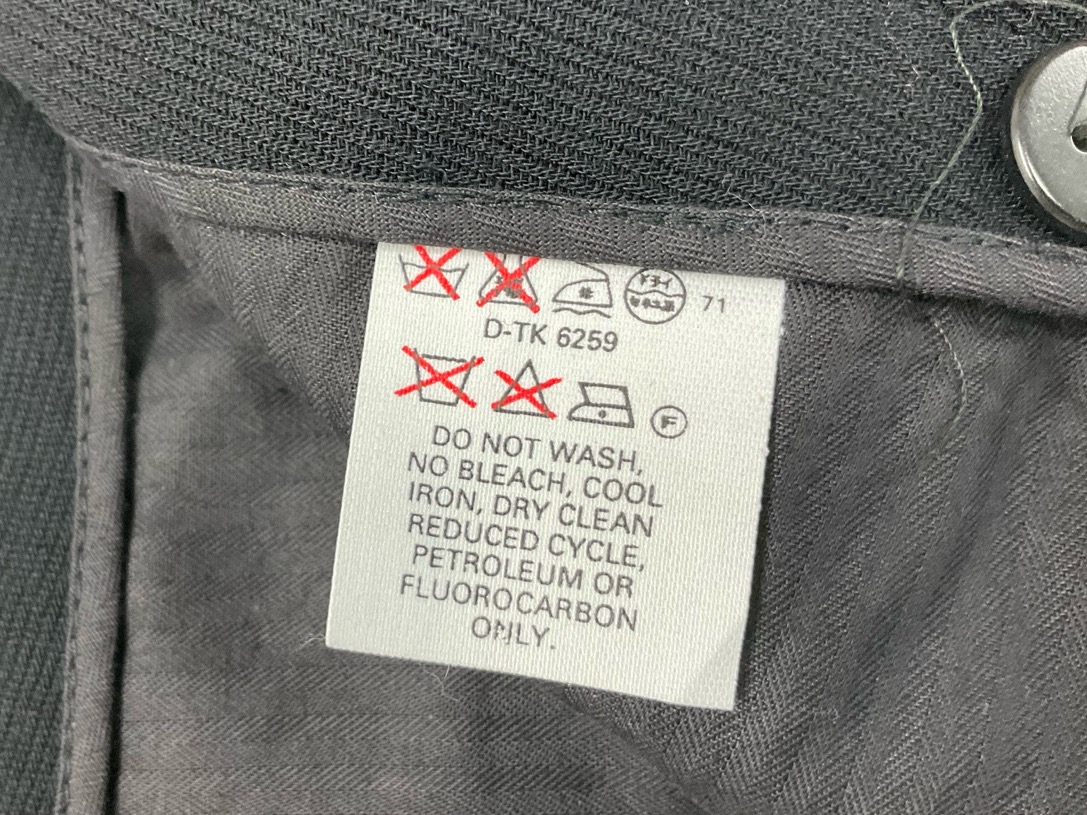 71
D-TK 6259
F
DO NOT WASH,
NO BLEACH, COOL
IRON, DRY CLEAN
REDUCED CYCLE,
PETROLEUM OR
FLUOROCARBON
ONLY.